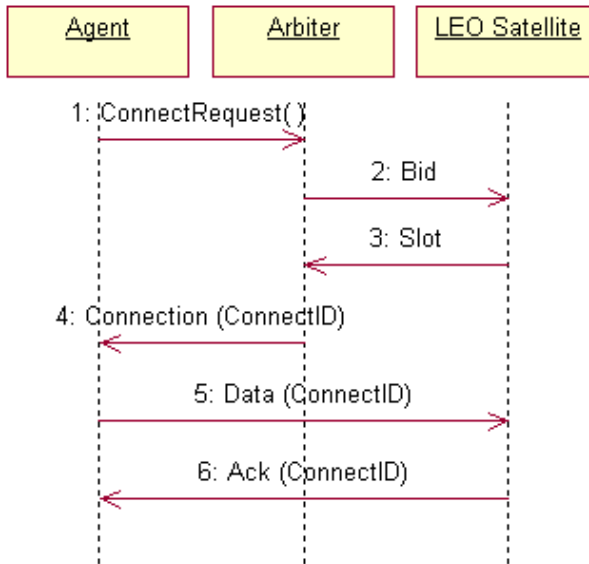 Agent
Arbiter
LEO Satellite
1: ConnectRequest( )
2: Bid
3: Slot
4: Connection (ConnectID)
5: Data (ConnectID)
6: Ack (ConnectID)